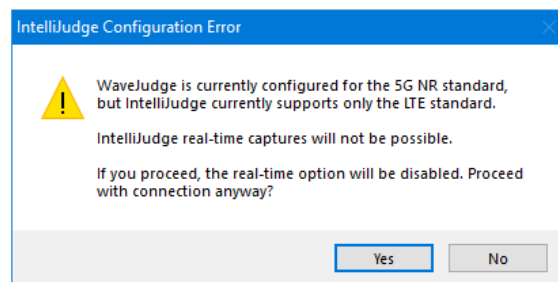 IntelliJudge Configuration Error
WaveJudge is currently configured for the 5G NR standard,
but IntelliJudge currently supports only the LTE standard.
IntelliJudge real-time captures will not be possible.
If you proceed, the real-time option will be disabled. Proceed
with connection anyway?
Yes
No